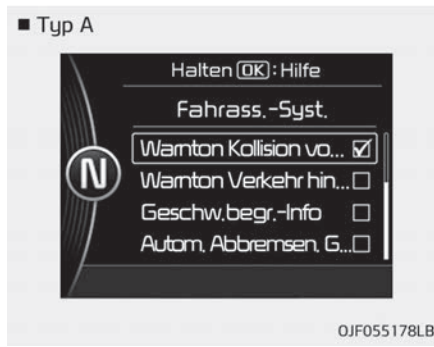 ■ Typ A
Halten OK : Hilfe
Fahrass.-Syst.
Warnton Kollision vo...
Warnton Verkehr hin...
Geschw.begr.-Info
Autom. Abbremsen. G...
N
OJF055178LB